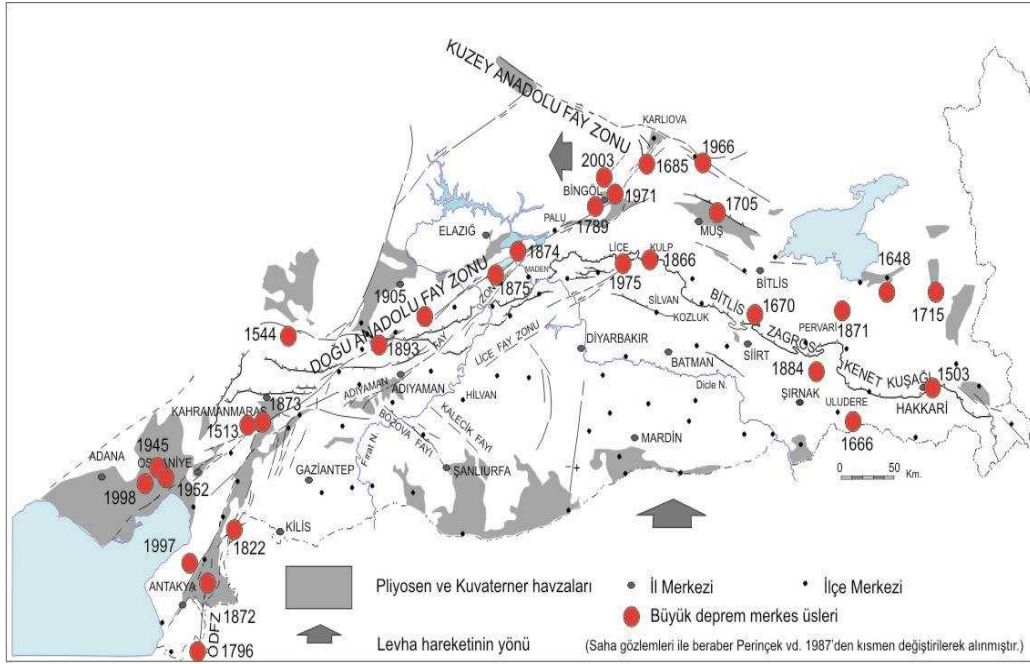 KUZEY ANADOLU FAY ZONU
KARLIOVA
1966
2003
1685
BİNGÖL
1971
1705
1789
MUŞ
PALU
ELAZIĞ
1874
LİCE
KULP
1866
1648
MADEN
BİTLİS
1905
1875
1975
1670
1715
DOĞU ANADOLU FAY ZONU
BİTLİS ZAGROS KENET KUŞAĞI
SİLVAN
KOZLUK
PERVARİ
1871
1544
1893
FAY ZONU
LİCE FAY ZONU
DİYARBAKIR
SİİRT
BATMAN
1884
ADIYAMAN
ADIYAMAN
HİLVAN
Dicle N.
ŞIRNAK
1503
1873
KAHRAMANMARAŞ
ULUDERE
HAKKARİ
1513
BOZOVA FAYI
KALECİK FAYI
1666
1945
MARDİN
ADANA
OSMANİYE
Fırat N.
GAZİANTEP
ŞANLIURFA
0 50
Km.
1998
1952
KİLİS
1822
1997
ANTAKYA
1872
ÖDFZ
1796
Pliyosen ve Kuvaterner havzaları
İl Merkezi
İlçe Merkezi
Büyük deprem merkes üsleri
Levha hareketinin yönü
(Saha gözlemleri ile beraber Perinçek vd. 1987'den kısmen değiştirilerek alınmıştır.)